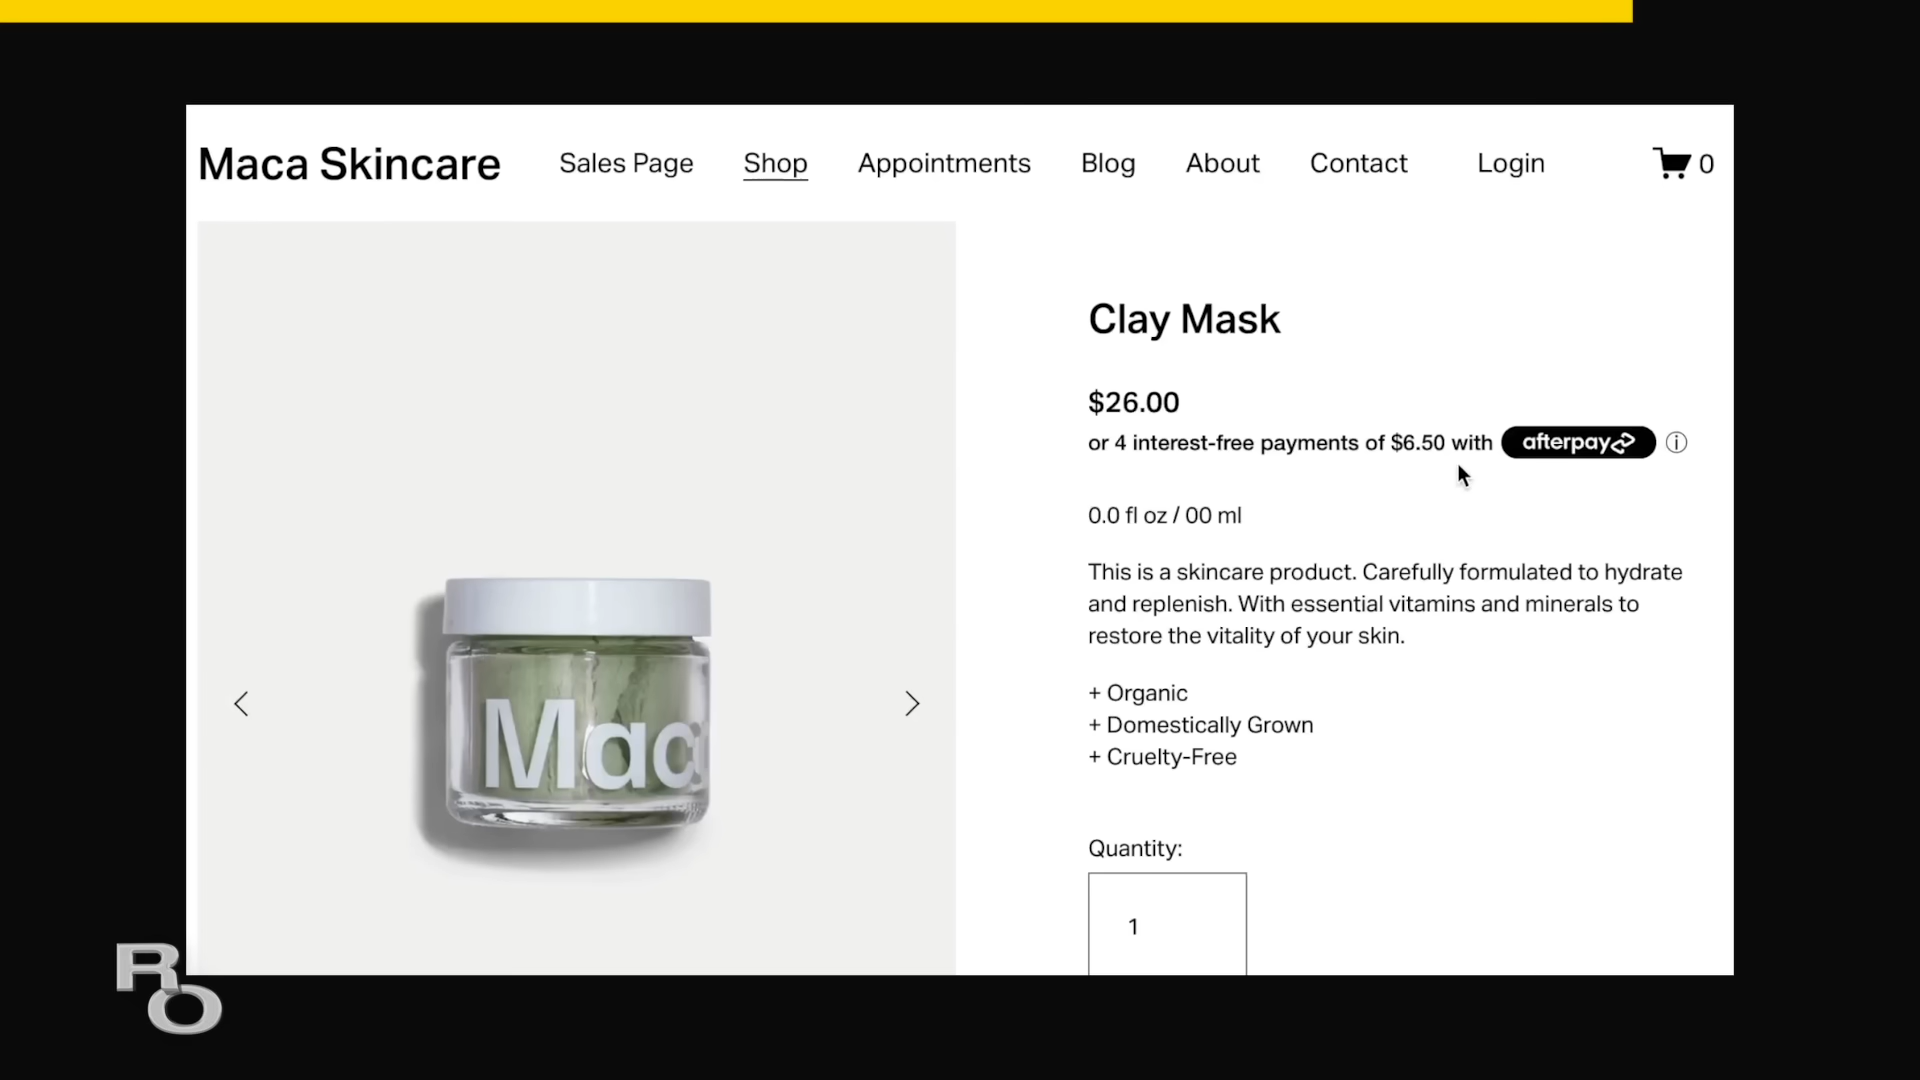 Maca Skincare
Sales Page
Shop
Appointments
Blog
About
Contact
Login
0
Clay Mask
$26.00
or 4 interest-free payments of $6.50 with afterpay
0.0 fl oz / 00 ml
This is a skincare product. Carefully formulated to hydrate
and replenish. With essential vitamins and minerals to
restore the vitality of your skin.
+ Organic
+ Domestically Grown
+ Cruelty-Free
Quantity:
1
Maca
RO